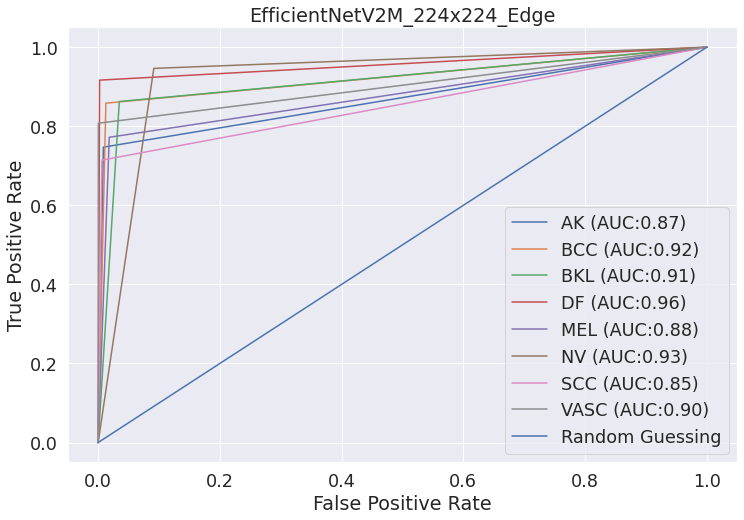 EfficientNetV2M_224x224_Edge
True Positive Rate
1.0
0.8
0.6
0.4
0.2
0.0
AK (AUC:0.87)
BCC (AUC:0.92)
BKL (AUC:0.91)
DF (AUC:0.96)
MEL (AUC:0.88)
NV (AUC:0.93)
SCC (AUC:0.85)
VASC (AUC:0.90)
Random Guessing
0.0 0.2 0.4 0.6 0.8 1.0
False Positive Rate